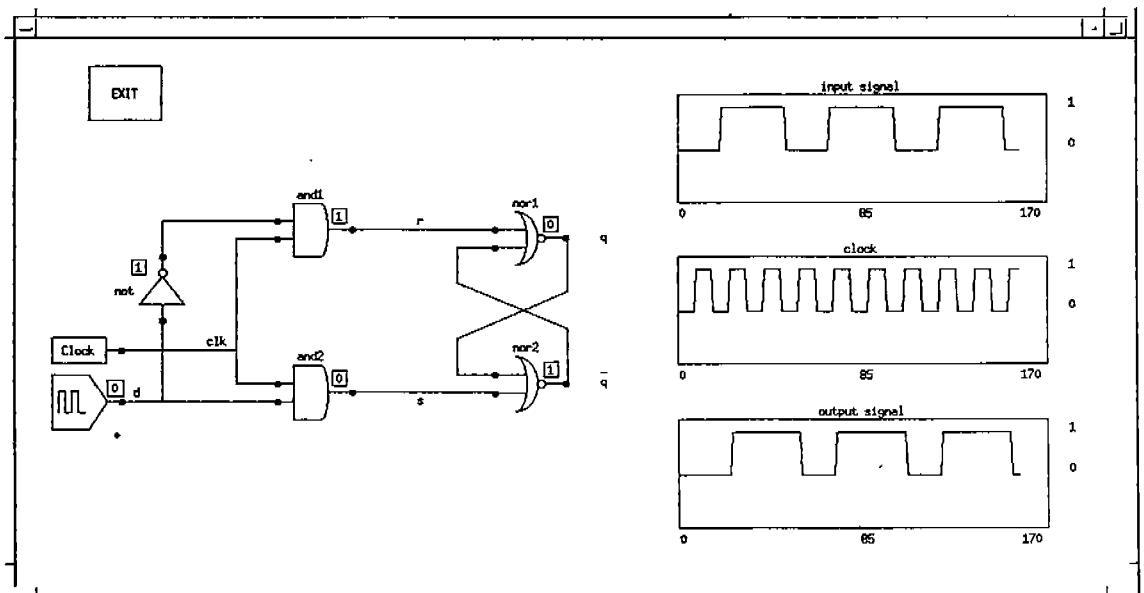 EXIT
and1
1
r
nor1
0
q
1
not
Clock
clk
and2
0
nor2
1
q
0
d
s
input signal
1
0
0 85 170
clock
1
0
0 85 170
output signal
1
0
0 85 170